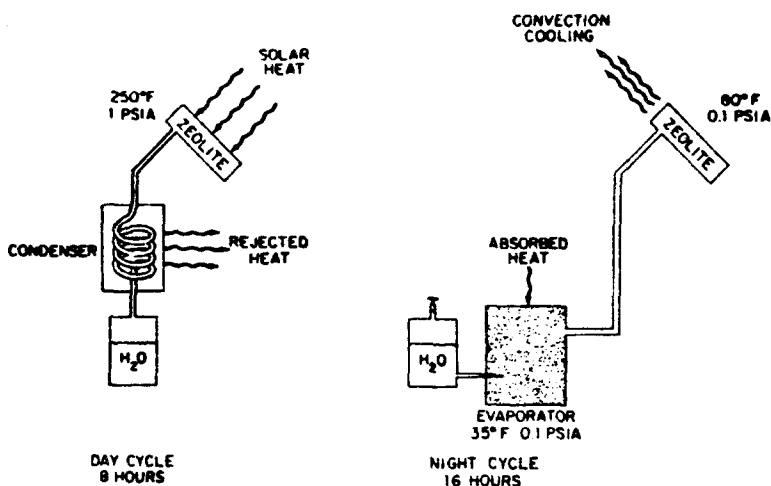 SOLAR
HEAT
250°F
1 PSIA
ZEOLITE
CONDENSER
REJECTED
HEAT
H₂O
DAY CYCLE
8 HOURS
CONVECTION
COOLING
80°F
0.1 PSIA
ZEOLITE
ABSORBED
HEAT
H₂O
EVAPORATOR
35°F 0.1 PSIA
NIGHT CYCLE
16 HOURS